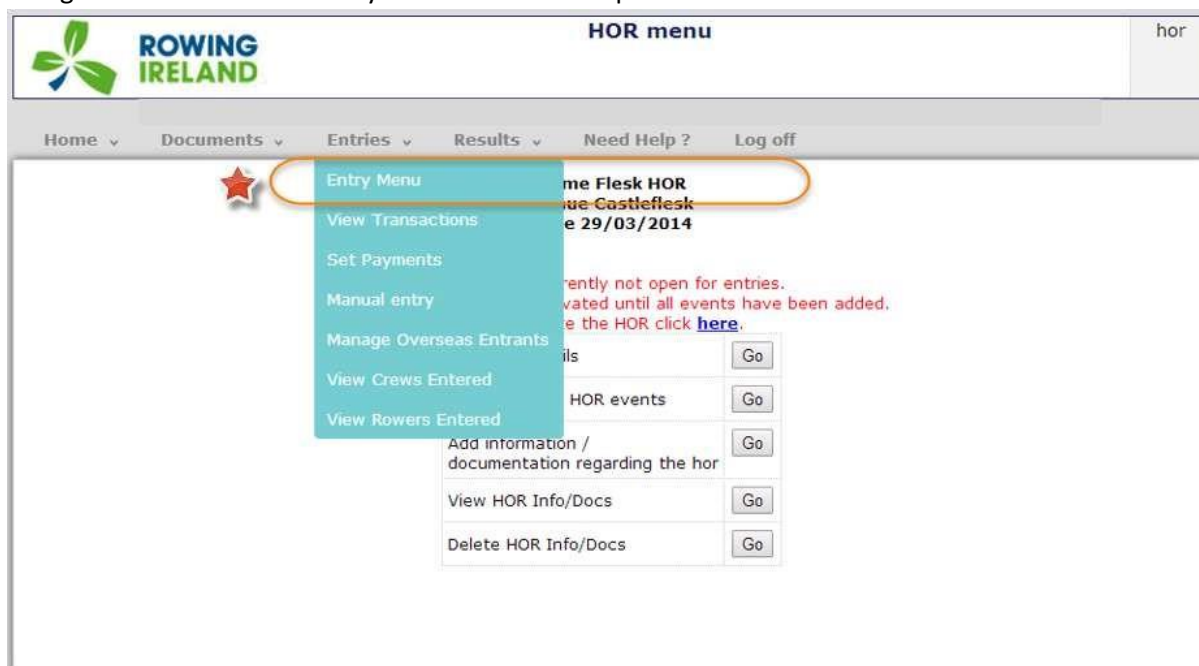 HOR menu
hor
ROWING
IRELAND
Home
Documents
Entries
Results
Need Help ?
Log off
Entry Menu
me Flesk HOR
ue Castleflesk
View Transactions
e 29/03/2014
Set Payments
rently not open for entries.
Manual entry
vated until all events have been added.
e the HOR click here.
Manage Overseas Entrants
ils
Go
View Crews Entered
HOR events
Go
View Rowers Entered
Add information /
documentation regarding the hor
Go
View HOR Info/Docs
Go
Delete HOR Info/Docs
Go